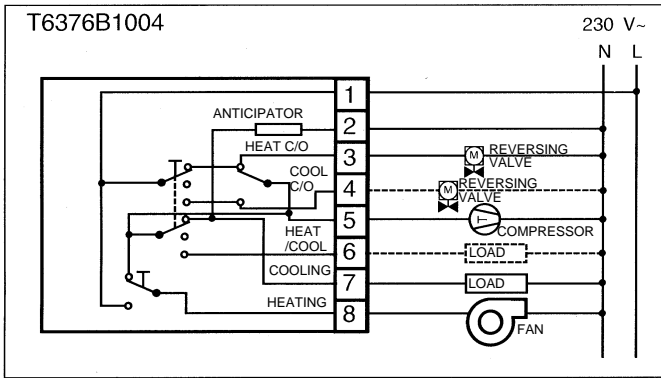 T6376B1004
230 V~
N L
1
ANTICIPATOR
2
HEAT C/O
3
M
REVERSING
VALVE
COOL
C/O
4
M
REVERSING
VALVE
5
T
COMPRESSOR
HEAT
/COOL
6
LOAD
COOLING
7
LOAD
HEATING
8
FAN
T
T